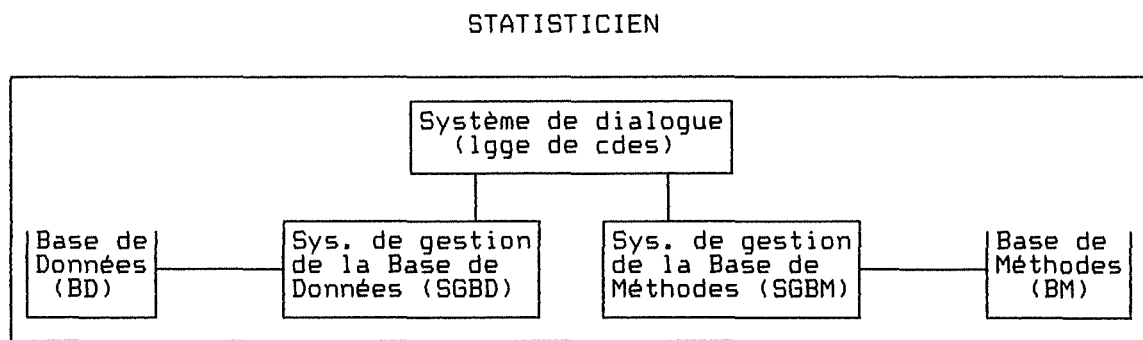 STATISTICIEN
Système de dialogue
(lgge de cdes)
Base de
Données
(BD)
Sys. de gestion
de la Base de
Données (SGBD)
Sys. de gestion
de la Base de
Méthodes (SGBM)
Base de
Méthodes
(BM)